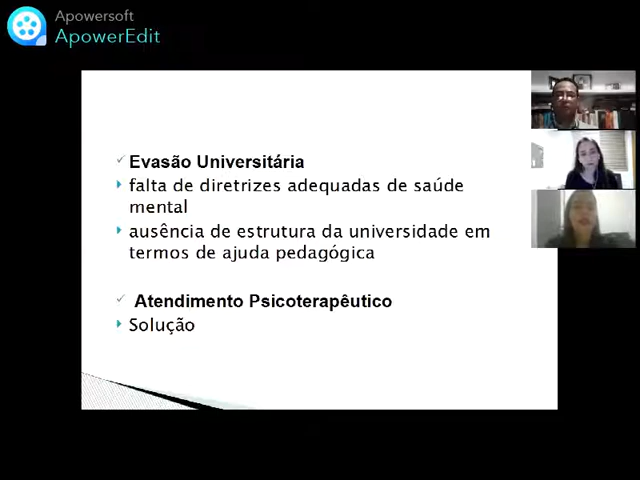 Apowersoft
ApowerEdit
Evasão Universitária
falta de diretrizes adequadas de saúde
mental
ausência de estrutura da universidade em
termos de ajuda pedagógica
Atendimento Psicoterapêutico
Solução